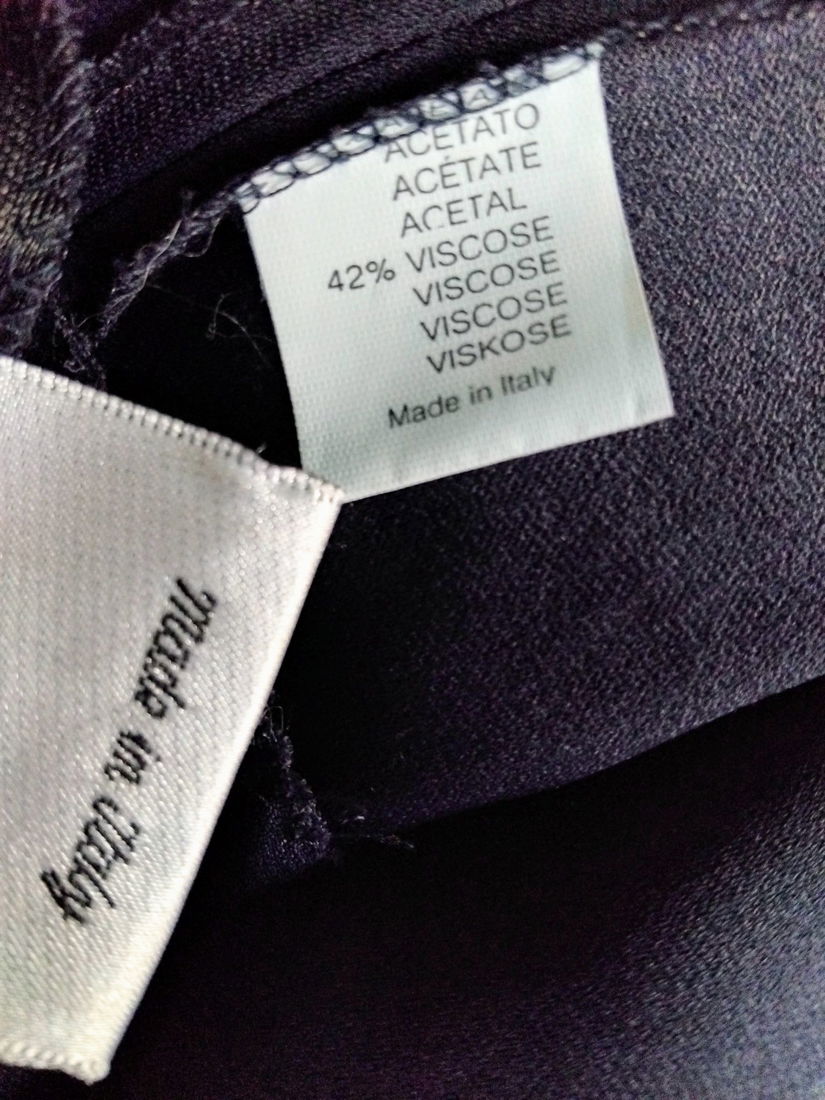 ACETATO
ACÉTATE
ACETAL
42% VISCOSE
VISCOSE
VISCOSE
VISKOSE
Made in Italy
Made in Italy